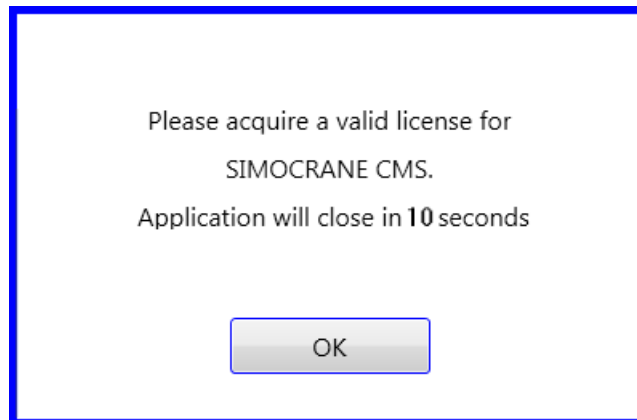 Please acquire a valid license for
SIMOCRANE CMS.
Application will close in 10 seconds
OK